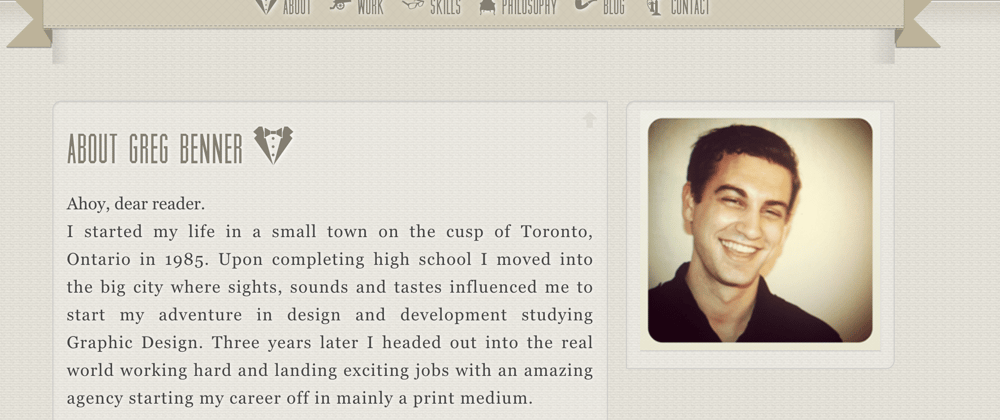 ABOUT WORK SKILLS PHILOSOPHY BLOG CONTACT
ABOUT GREG BENNER
Ahoy, dear reader.
I started my life in a small town on the cusp of Toronto,
Ontario in 1985. Upon completing high school I moved into
the big city where sights, sounds and tastes influenced me to
start my adventure in design and development studying
Graphic Design. Three years later I headed out into the real
world working hard and landing exciting jobs with an amazing
agency starting my career off in mainly a print medium.